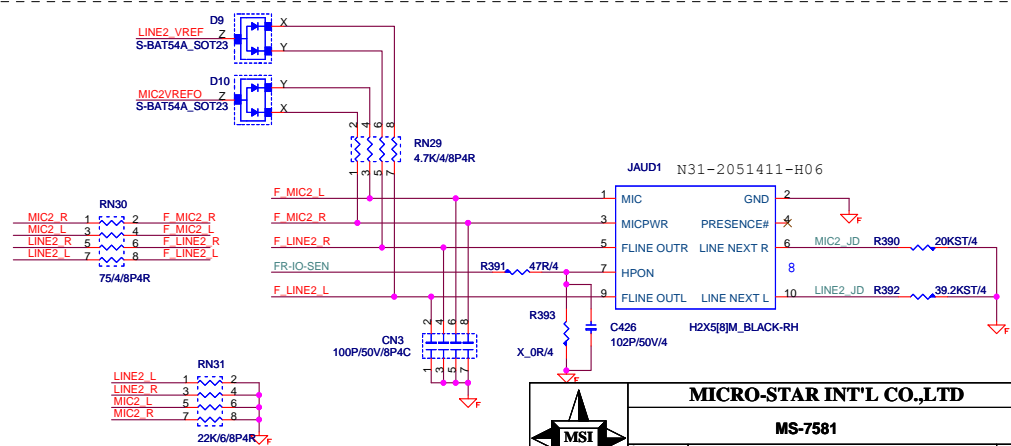 D9
X
LINE2_VREF
Z
S-BAT54A_SOT23
Y
D10
Y
MIC2VREFO
Z
S-BAT54A_SOT23
X
2 4 6 8
RN29
4.7K/4/8P4R
1 3 5 7
JAUD1 N31-2051411-H06
F_MIC2_L 1 MIC GND 2
F_MIC2_R 3 MICPWR PRESENCE# 4
F_LINE2_R 5 FLINE OUTR LINE NEXT R 6 MIC2_JD R390 20KST/4
FR-IO-SEN R391 47R/4 7 HPON 8
F_LINE2_L 9 FLINE OUTL LINE NEXT L 10 LINE2_JD R392 39.2KST/4
H2X5[8]M_BLACK-RH
F
F
RN30
MIC2_R 1 2 F_MIC2_R
MIC2_L 3 4 F_MIC2_L
LINE2_R 5 6 F_LINE2_R
LINE2_L 7 8 F_LINE2_L
75/4/8P4R
2 4 6 8
CN3
100P/50V/8P4C
1 3 5 7
F
R393
X_0R/4
C426
102P/50V/4
F
RN31
LINE2_L 1 2
LINE2_R 3 4
MIC2_L 5 6
MIC2_R 7 8
22K/6/8P4R
F
MSI
MICRO-STAR INT'L CO.,LTD
MS-7581